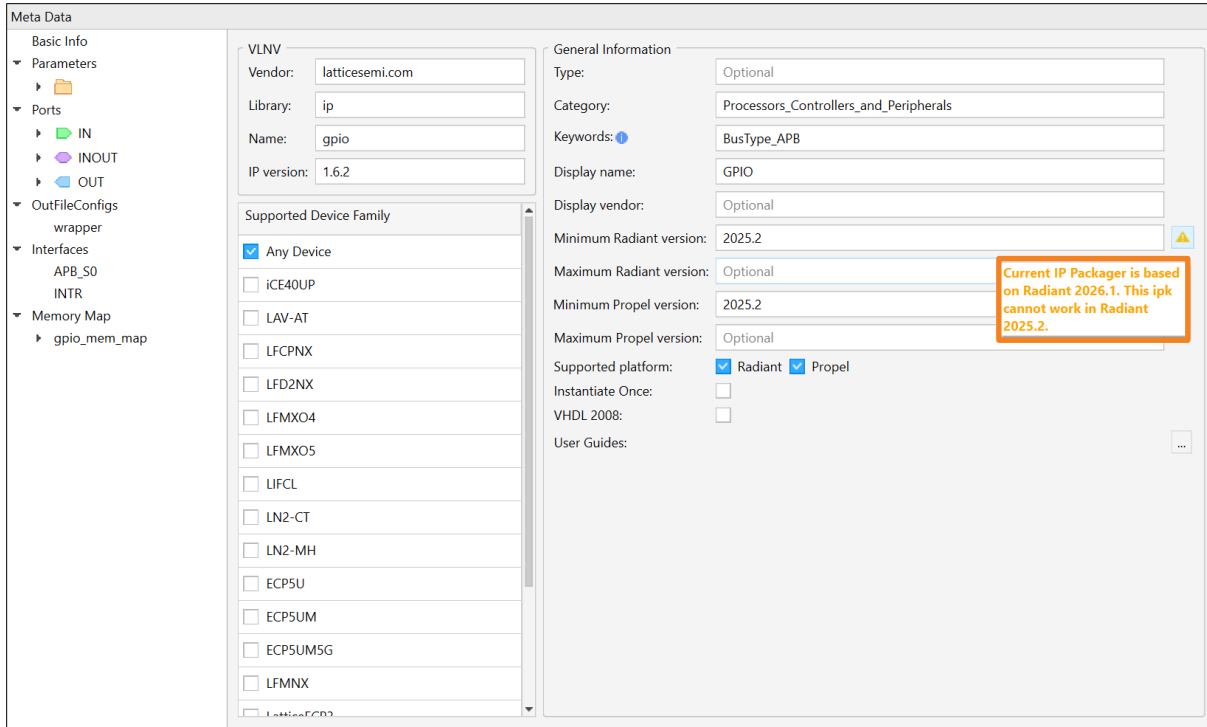 Meta Data
Basic Info
Parameters
Ports
IN
INOUT
OUT
OutFileConfigs
wrapper
Interfaces
APB_S0
INTR
Memory Map
gpio_mem_map
VLNV
Vendor: latticesemi.com
Library: ip
Name: gpio
IP version: 1.6.2
Supported Device Family
Any Device
iCE40UP
LAV-AT
LFCPNX
LFD2NX
LFMXO4
LFMXO5
LIFCL
LN2-CT
LN2-MH
ECP5U
ECP5UM
ECP5UM5G
LFMNX
LatticeECP3
General Information
Type: Optional
Category: Processors_Controllers_and_Peripherals
Keywords: BusType_APB
Display name: GPIO
Display vendor: Optional
Minimum Radiant version: 2025.2
Maximum Radiant version: Optional
Minimum Propel version: 2025.2
Maximum Propel version: Optional
Supported platform: Radiant Propel
Instantiate Once:
VHDL 2008:
User Guides:
...
Current IP Packager is based
on Radiant 2026.1. This ipk
cannot work in Radiant
2025.2.